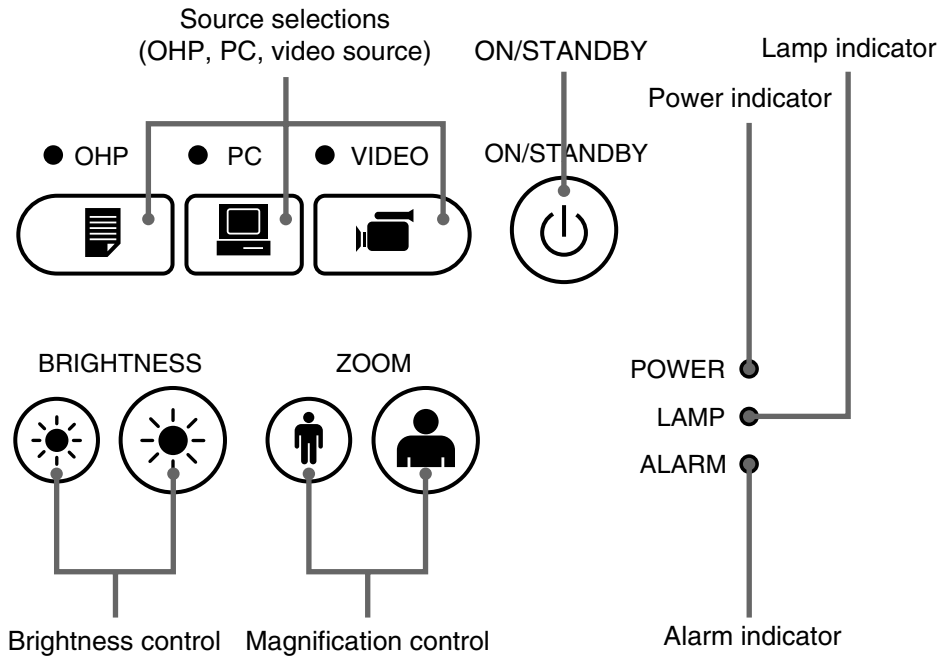 Source selections
(OHP, PC, video source)
ON/STANDBY
Lamp indicator
Power indicator
OHP
PC
VIDEO
ON/STANDBY
BRIGHTNESS
ZOOM
POWER
LAMP
ALARM
Brightness control
Magnification control
Alarm indicator